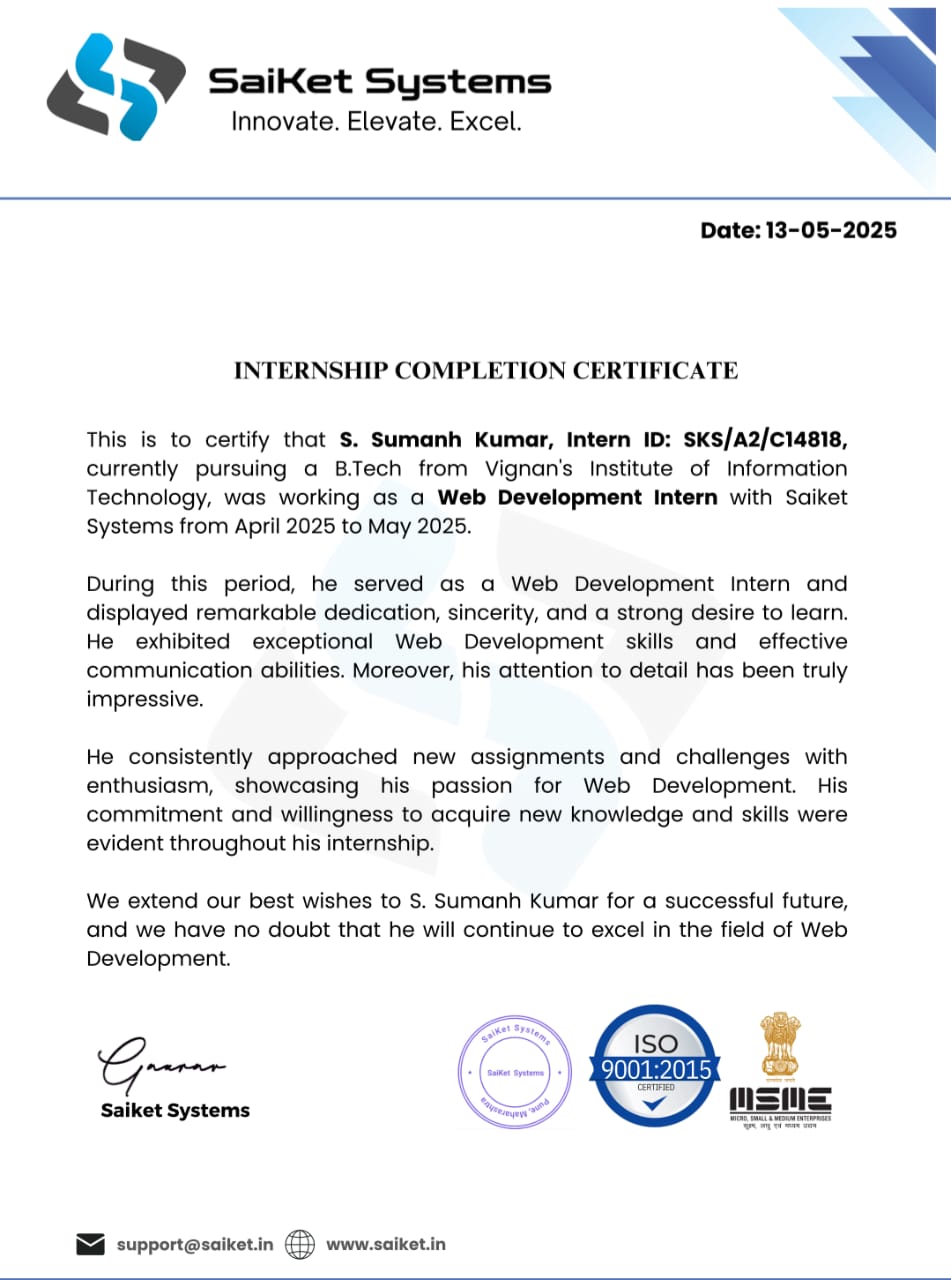 SaiKet Systems
Innovate. Elevate. Excel.
Date: 13-05-2025
INTERNSHIP COMPLETION CERTIFICATE
This is to certify that S. Sumanh Kumar, Intern ID: SKS/A2/C14818,
currently pursuing a B.Tech from Vignan's Institute of Information
Technology, was working as a Web Development Intern with Saiket
Systems from April 2025 to May 2025.
During this period, he served as a Web Development Intern and
displayed remarkable dedication, sincerity, and a strong desire to learn.
He exhibited exceptional Web Development skills and effective
communication abilities. Moreover, his attention to detail has been truly
impressive.
He consistently approached new assignments and challenges with
enthusiasm, showcasing his passion for Web Development. His
commitment and willingness to acquire new knowledge and skills were
evident throughout his internship.
We extend our best wishes to S. Sumanh Kumar for a successful future,
and we have no doubt that he will continue to excel in the field of Web
Development.
Gaurav
Saiket Systems
SaiKet Systems
SaiKet Systems
Pune, Maharashtra
ISO
9001:2015
CERTIFIED
MSME
MICRO, SMALL & MEDIUM ENTERPRISES
सूक्ष्म, लघु एवं मध्यम उद्यम
support@saiket.in
www.saiket.in